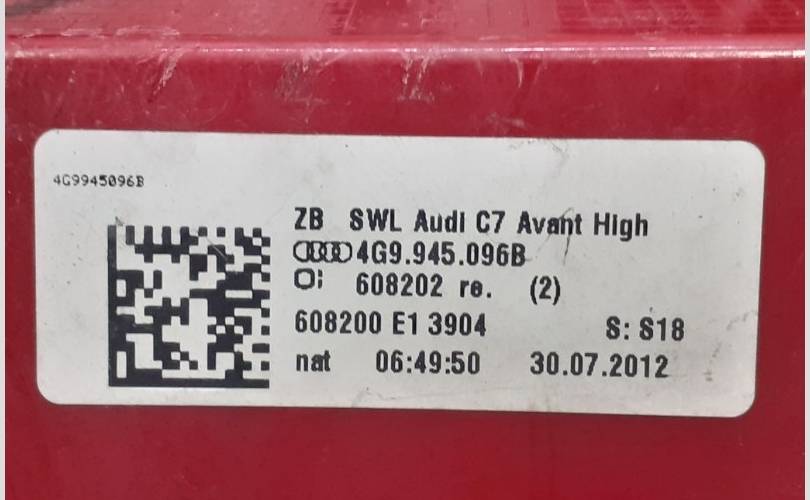 4G9945096B
ZB SWL Audi C7 Avant High
4G9.945.096B
608202 re. (2)
608200 E1 3904 S: S18
nat 06:49:50 30.07.2012